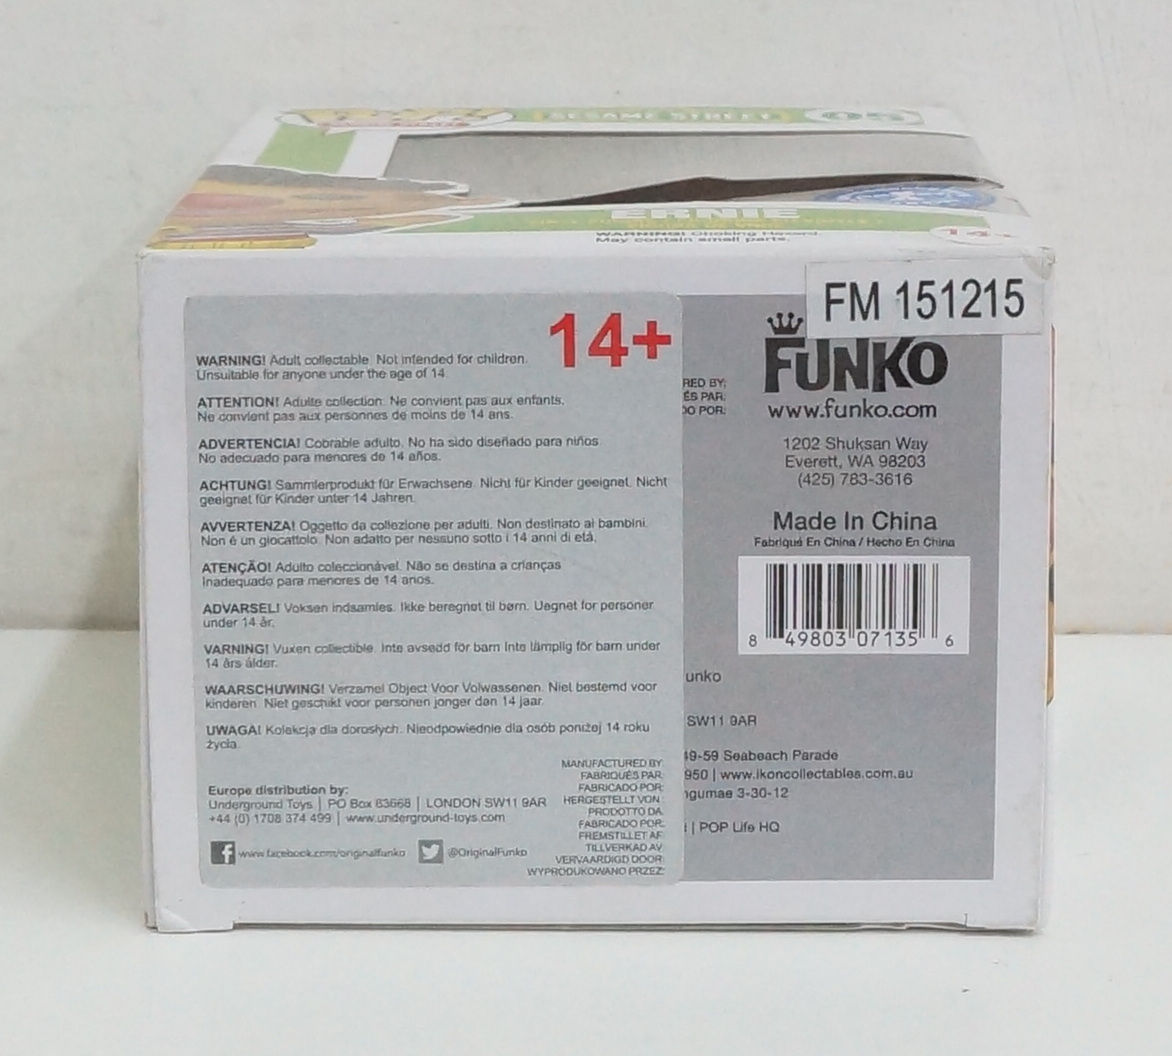 SESAME STREET
05
ERNIE
WARNING! Choking Hazard.
May contain small parts.
14+
FM 151215
14+
WARNING! Adult collectable. Not intended for children.
Unsuitable for anyone under the age of 14.
ATTENTION! Adulte collection. Ne convient pas aux enfants.
Ne convient pas aux personnes de moins de 14 ans.
ADVERTENCIA! Cobrable adulto. No ha sido diseñado para niños
No adecuado para menores de 14 años.
ACHTUNG! Sammlerprodukt für Erwachsene. Nicht für Kinder geeignet. Nicht
geeignet für Kinder unter 14 Jahren.
AVVERTENZA! Oggetto da collezione per adulti. Non destinato ai bambini.
Non é un giocattolo. Non adatto per nessuno sotto i 14 anni di etá.
ATENÇÃO! Adulto coleccionável. Não se destina a crianças
Inadequado para menores de 14 anos.
ADVARSEL! Voksen indsamles. Ikke beregnet til børn. Uegnet for personer
under 14 år.
VARNING! Vuxen collectible. Inte avsedd för barn Inte lämplig för barn under
14 års ålder.
WAARSCHUWING! Verzamel Object Voor Volwassenen. Niet bestemd voor
kinderen. Niet geschikt voor personen jonger dan 14 jaar.
UWAGA! Kolekcja dla dorosłych. Nieodpowiednie dla osób poniżej 14 roku
życia.
Europe distribution by:
Underground Toys | PO Box 63668 | LONDON SW11 9AR
+44 (0) 1708 374 499 | www.underground-toys.com
www.facebook.com/originalfunko @OriginalFunko
MANUFACTURED BY:
FABRIQUÉS PAR:
FABRICADO POR:
HERGESTELLT VON:
PRODOTTO DA:
FABRICADO POR:
FREMSTILLET AF:
TILLVERKAD AV:
VERVAARDIGD DOOR:
WYPRODUKOWANO PRZEZ:
RED BY:
ÉS PAR:
DO POR:
FUNKO
www.funko.com
1202 Shuksan Way
Everett, WA 98203
(425) 783-3616
Made In China
Fabriqué En China / Hecho En China
8 49803 07135 6
unko
SW11 9AR
49-59 Seabeach Parade
950 | www.ikoncollectables.com.au
ngumae 3-30-12
| POP Life HQ